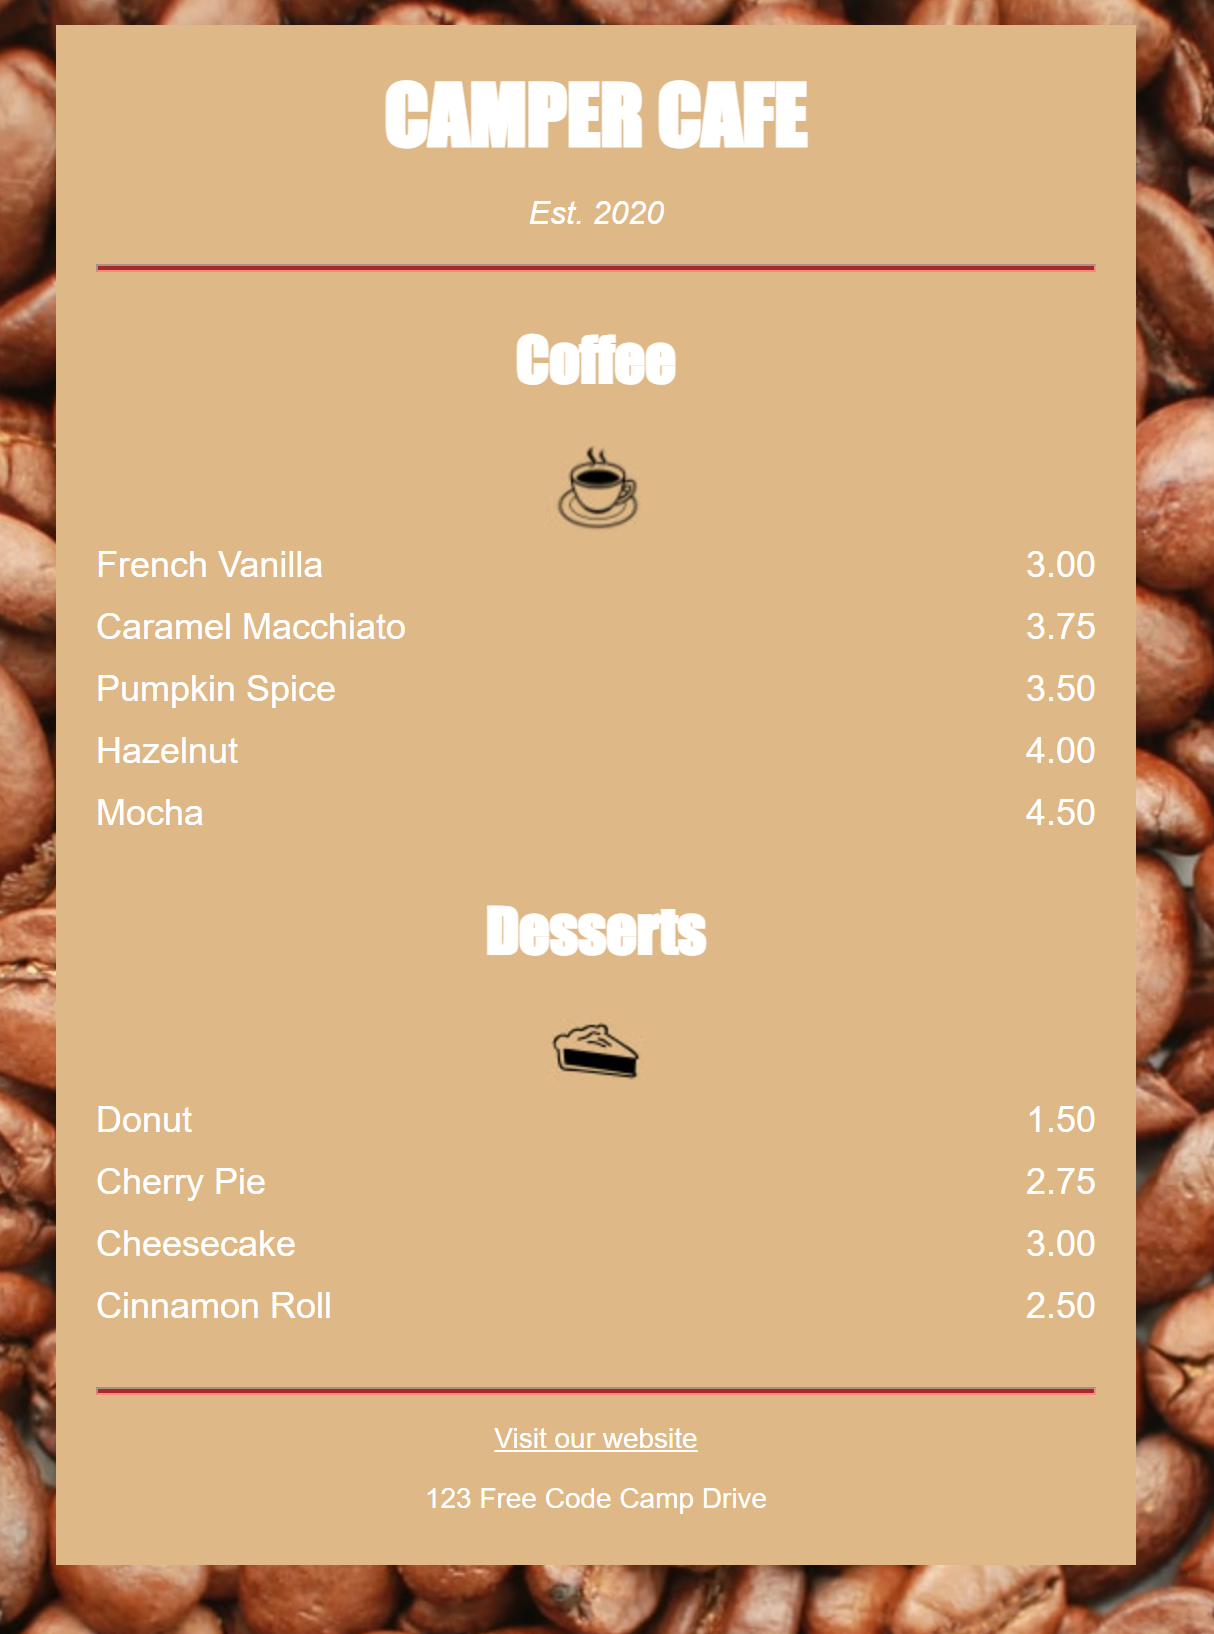 CAMPER CAFE
Est. 2020
Coffee
French Vanilla 3.00
Caramel Macchiato 3.75
Pumpkin Spice 3.50
Hazelnut 4.00
Mocha 4.50
Desserts
Donut 1.50
Cherry Pie 2.75
Cheesecake 3.00
Cinnamon Roll 2.50
Visit our website
123 Free Code Camp Drive